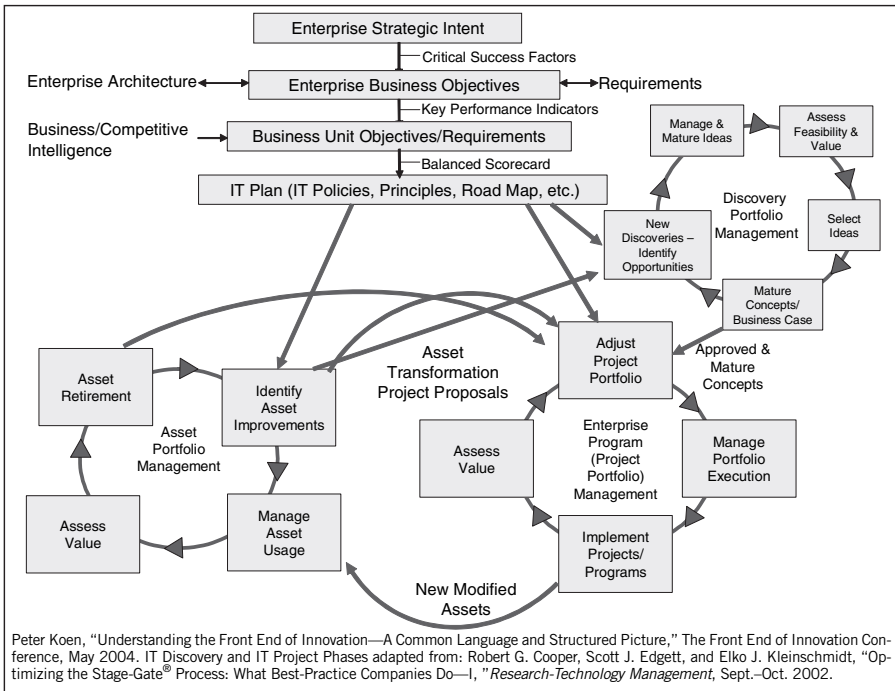 Enterprise Strategic Intent
Critical Success Factors
Enterprise Architecture
Enterprise Business Objectives
Requirements
Key Performance Indicators
Business/Competitive
Intelligence
Business Unit Objectives/Requirements
Balanced Scorecard
IT Plan (IT Policies, Principles, Road Map, etc.)
Manage &
Mature Ideas
Assess
Feasibility &
Value
Discovery
Portfolio
Management
Select
Ideas
New
Discoveries –
Identify
Opportunities
Mature
Concepts/
Business Case
Approved &
Mature
Concepts
Asset
Transformation
Project Proposals
Adjust
Project
Portfolio
Asset
Retirement
Identify
Asset
Improvements
Asset
Portfolio
Management
Assess
Value
Manage
Asset
Usage
Assess
Value
Enterprise
Program
(Project
Portfolio)
Management
Manage
Portfolio
Execution
Implement
Projects/
Programs
New Modified
Assets
Peter Koen, “Understanding the Front End of Innovation—A Common Language and Structured Picture,” The Front End of Innovation Con-
ference, May 2004. IT Discovery and IT Project Phases adapted from: Robert G. Cooper, Scott J. Edgett, and Elko J. Kleinschmidt, “Op-
timizing the Stage-Gate® Process: What Best-Practice Companies Do—I, ”Research-Technology Management, Sept.–Oct. 2002.